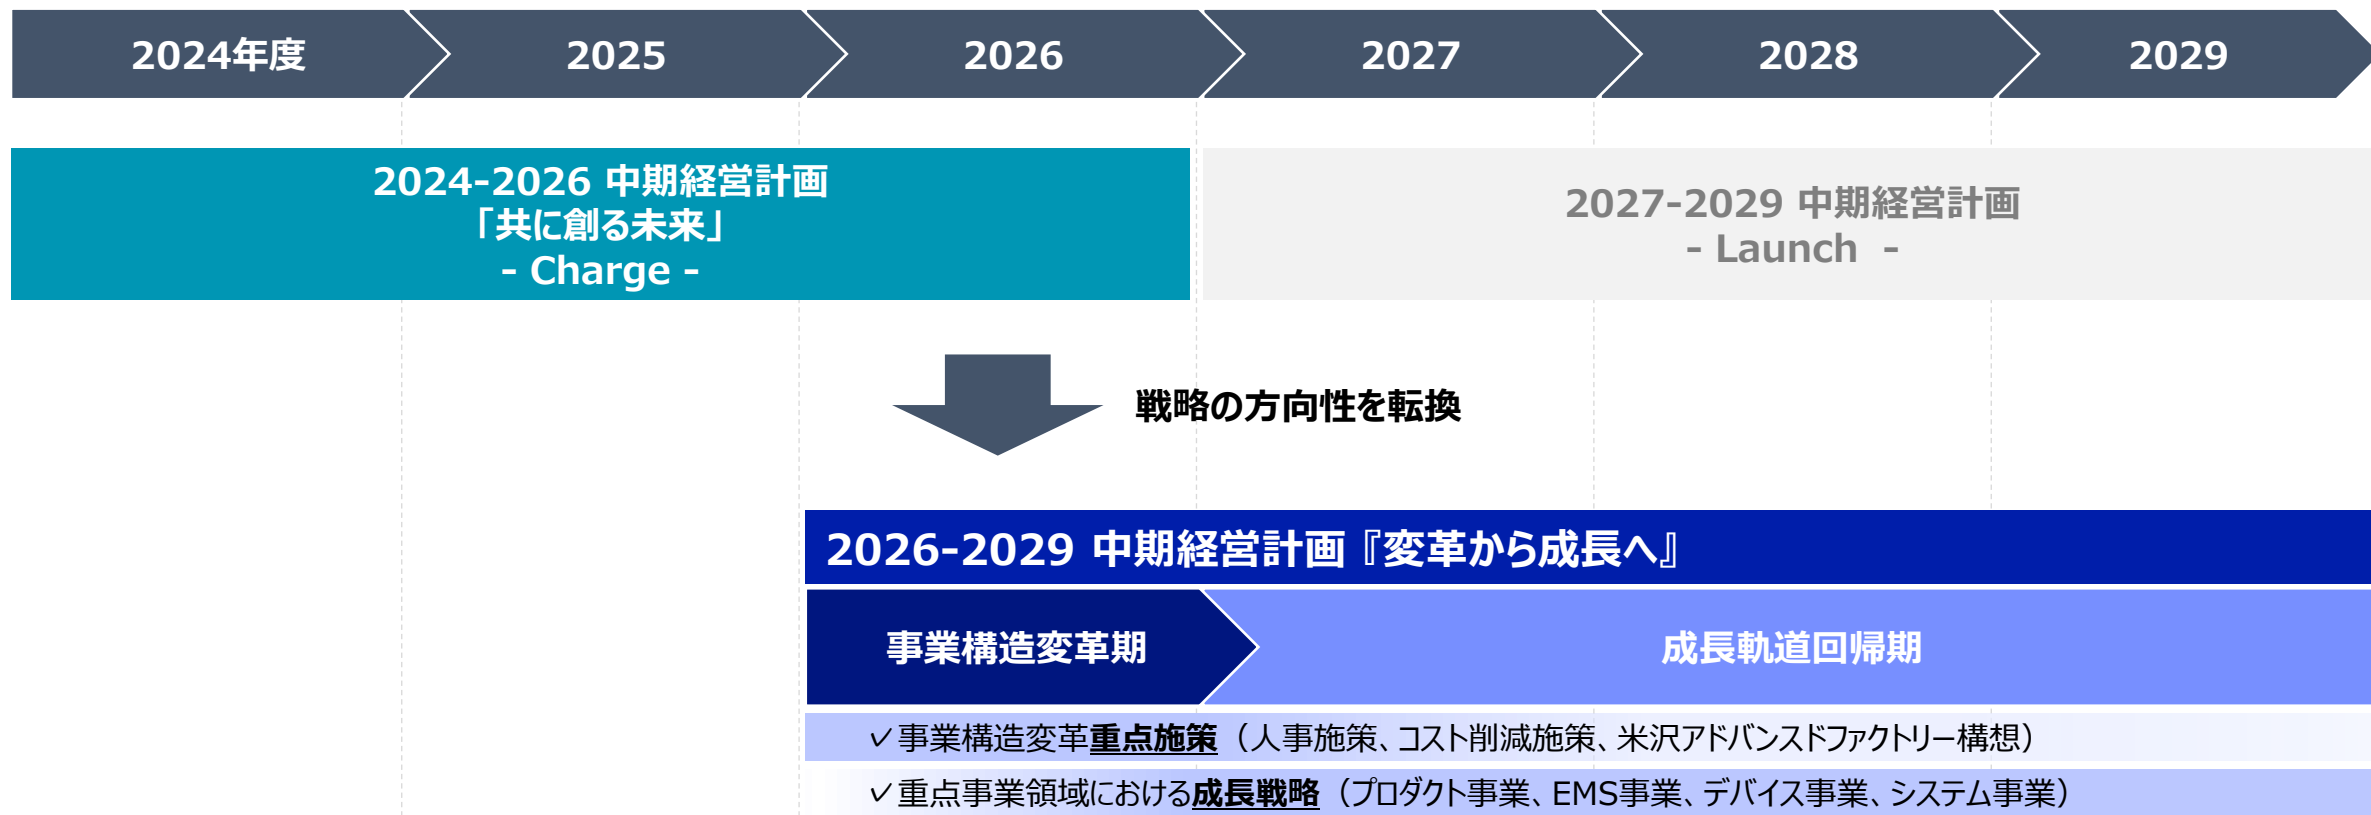 2024年度
2025
2026
2027
2028
2029
2024-2026 中期経営計画
「共に創る未来」
- Charge -
2027-2029 中期経営計画
- Launch -
戦略の方向性を転換
2026-2029 中期経営計画『変革から成長へ』
事業構造変革期
成長軌道回帰期
✓事業構造変革重点施策（人事施策、コスト削減施策、米沢アドバンスドファクトリー構想）
✓重点事業領域における成長戦略（プロダクト事業、EMS事業、デバイス事業、システム事業）